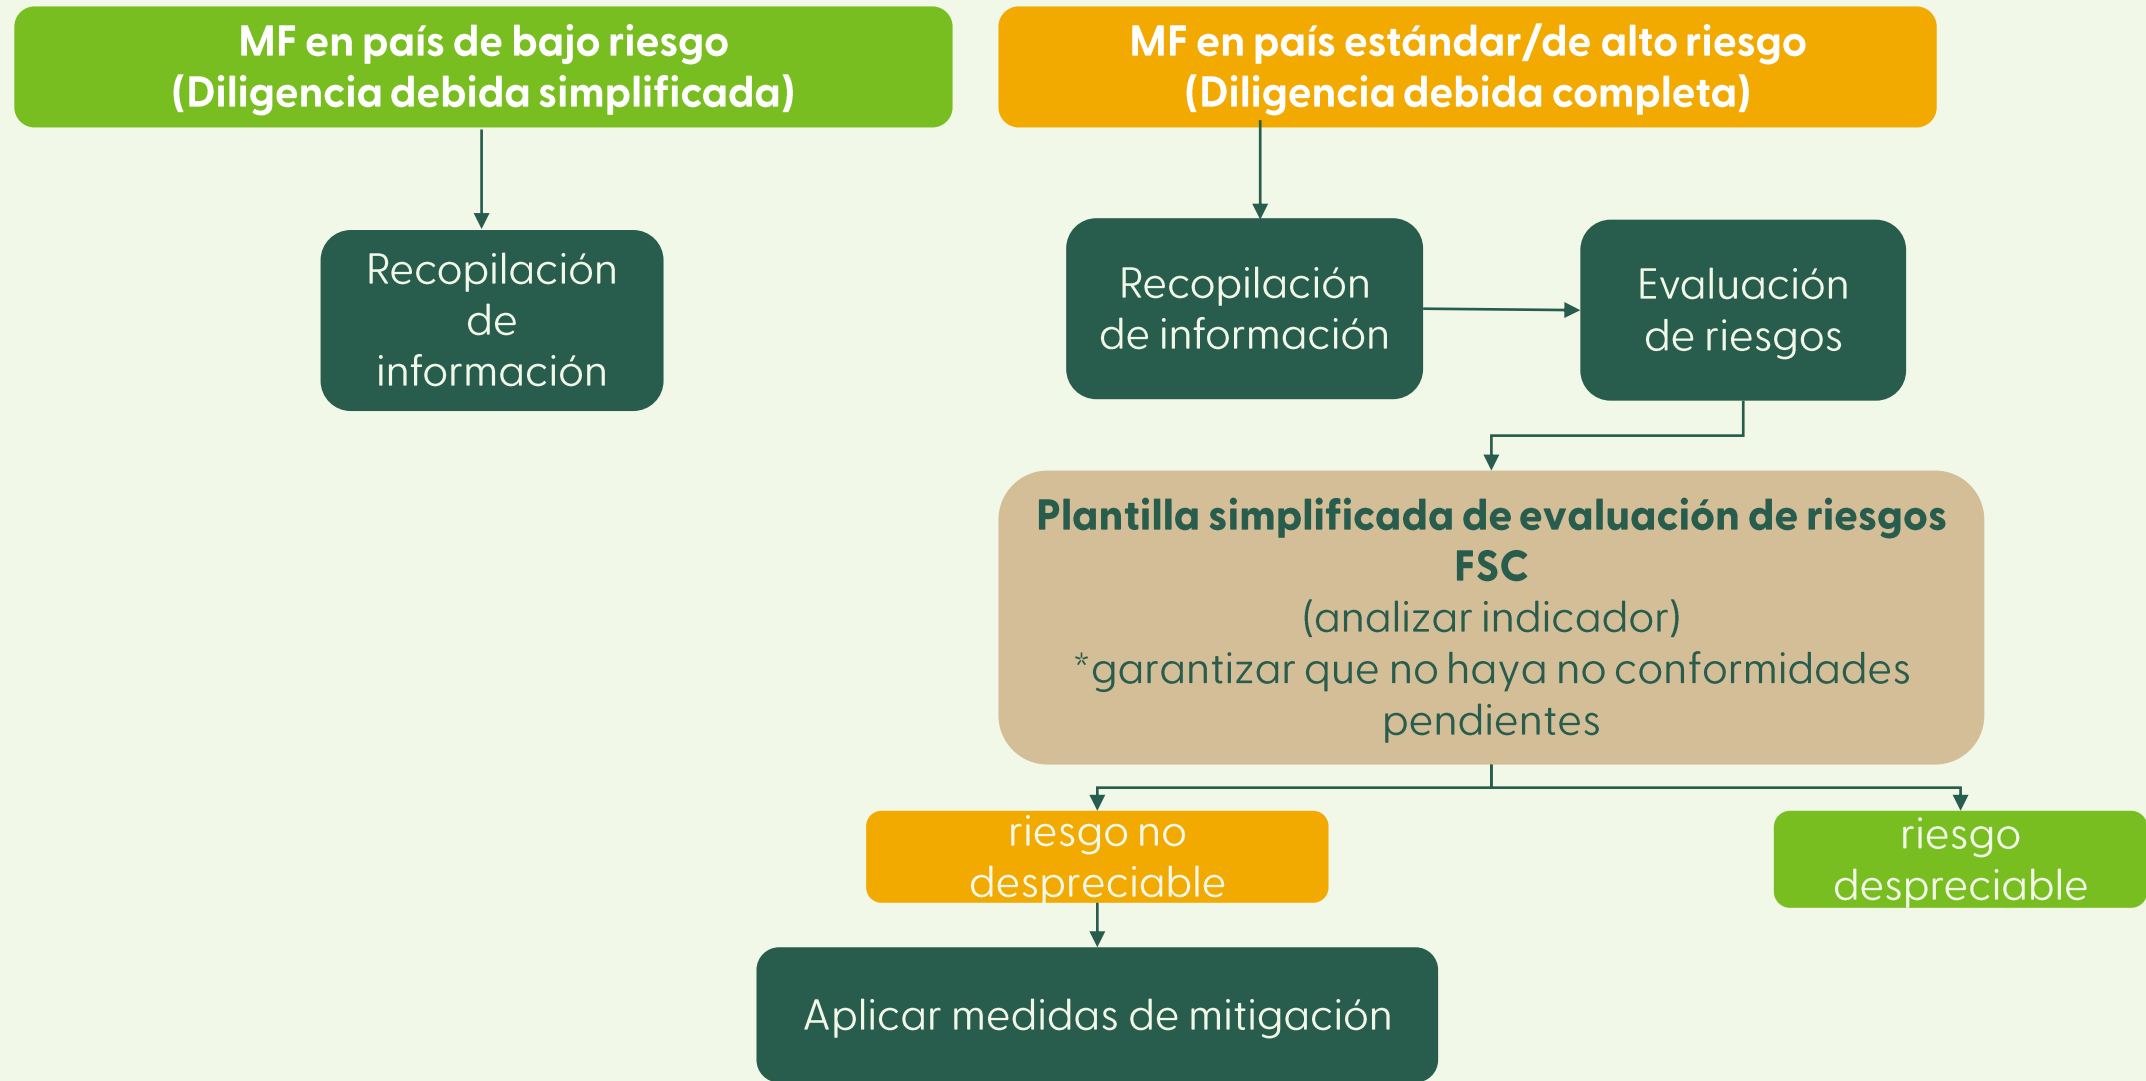 MF en país de bajo riesgo
(Diligencia debida simplificada)
MF en país estándar/de alto riesgo
(Diligencia debida completa)
Recopilación
de
información
Recopilación
de información
Evaluación
de riesgos
Plantilla simplificada de evaluación de riesgos
FSC
(analizar indicador)
*garantizar que no haya no conformidades
pendientes
riesgo no
despreciable
riesgo
despreciable
Aplicar medidas de mitigación